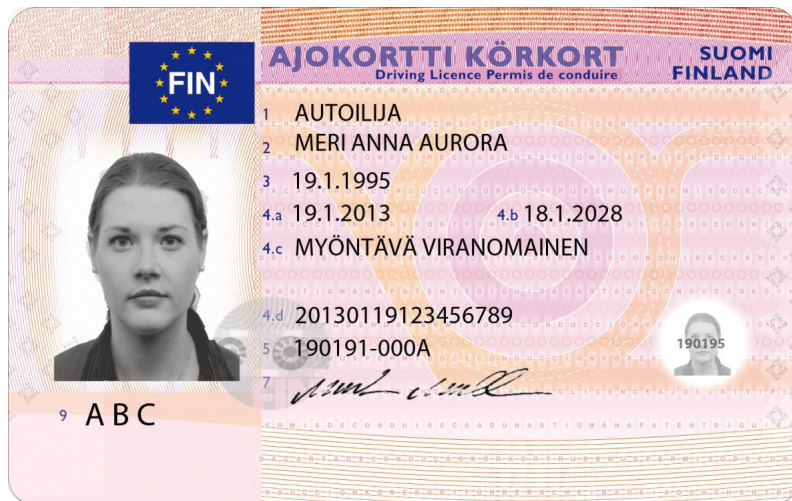 AJOKORTTI KÖRKORT
Driving Licence Permis de conduire
SUOMI
FINLAND
FIN
1 AUTOILIJA
2 MERI ANNA AURORA
3 19.1.1995
4.a 19.1.2013 4.b 18.1.2028
4.c MYÖNTÄVÄ VIRANOMAINEN
4.d 20130119123456789
5 190191-000A
190195
7
9 A B C